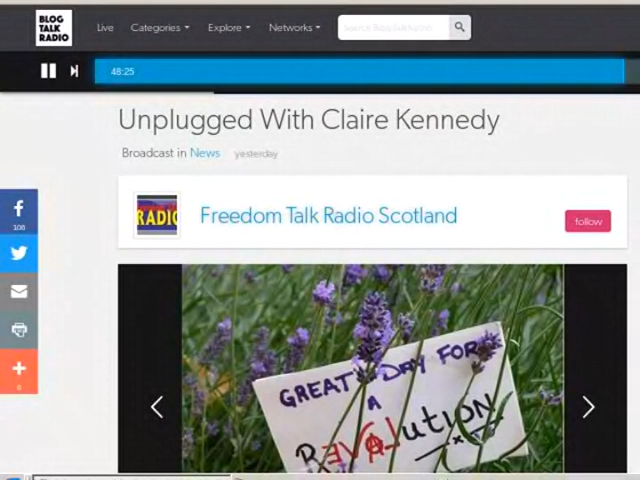 BLOG
TALK
RADIO
Live
Categories
Explore
Networks
48:25
Unplugged With Claire Kennedy
Broadcast in News yesterday
106
RADIO
Freedom Talk Radio Scotland
follow
GREAT DAY FOR
A
REVOLUTION